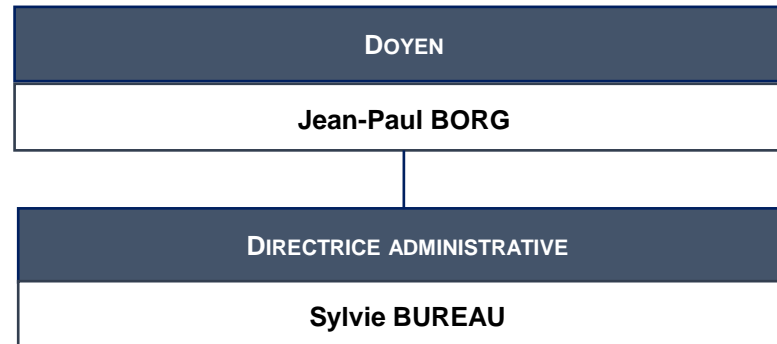 DOYEN
Jean-Paul BORG
DIRECTRICE ADMINISTRATIVE
Sylvie BUREAU